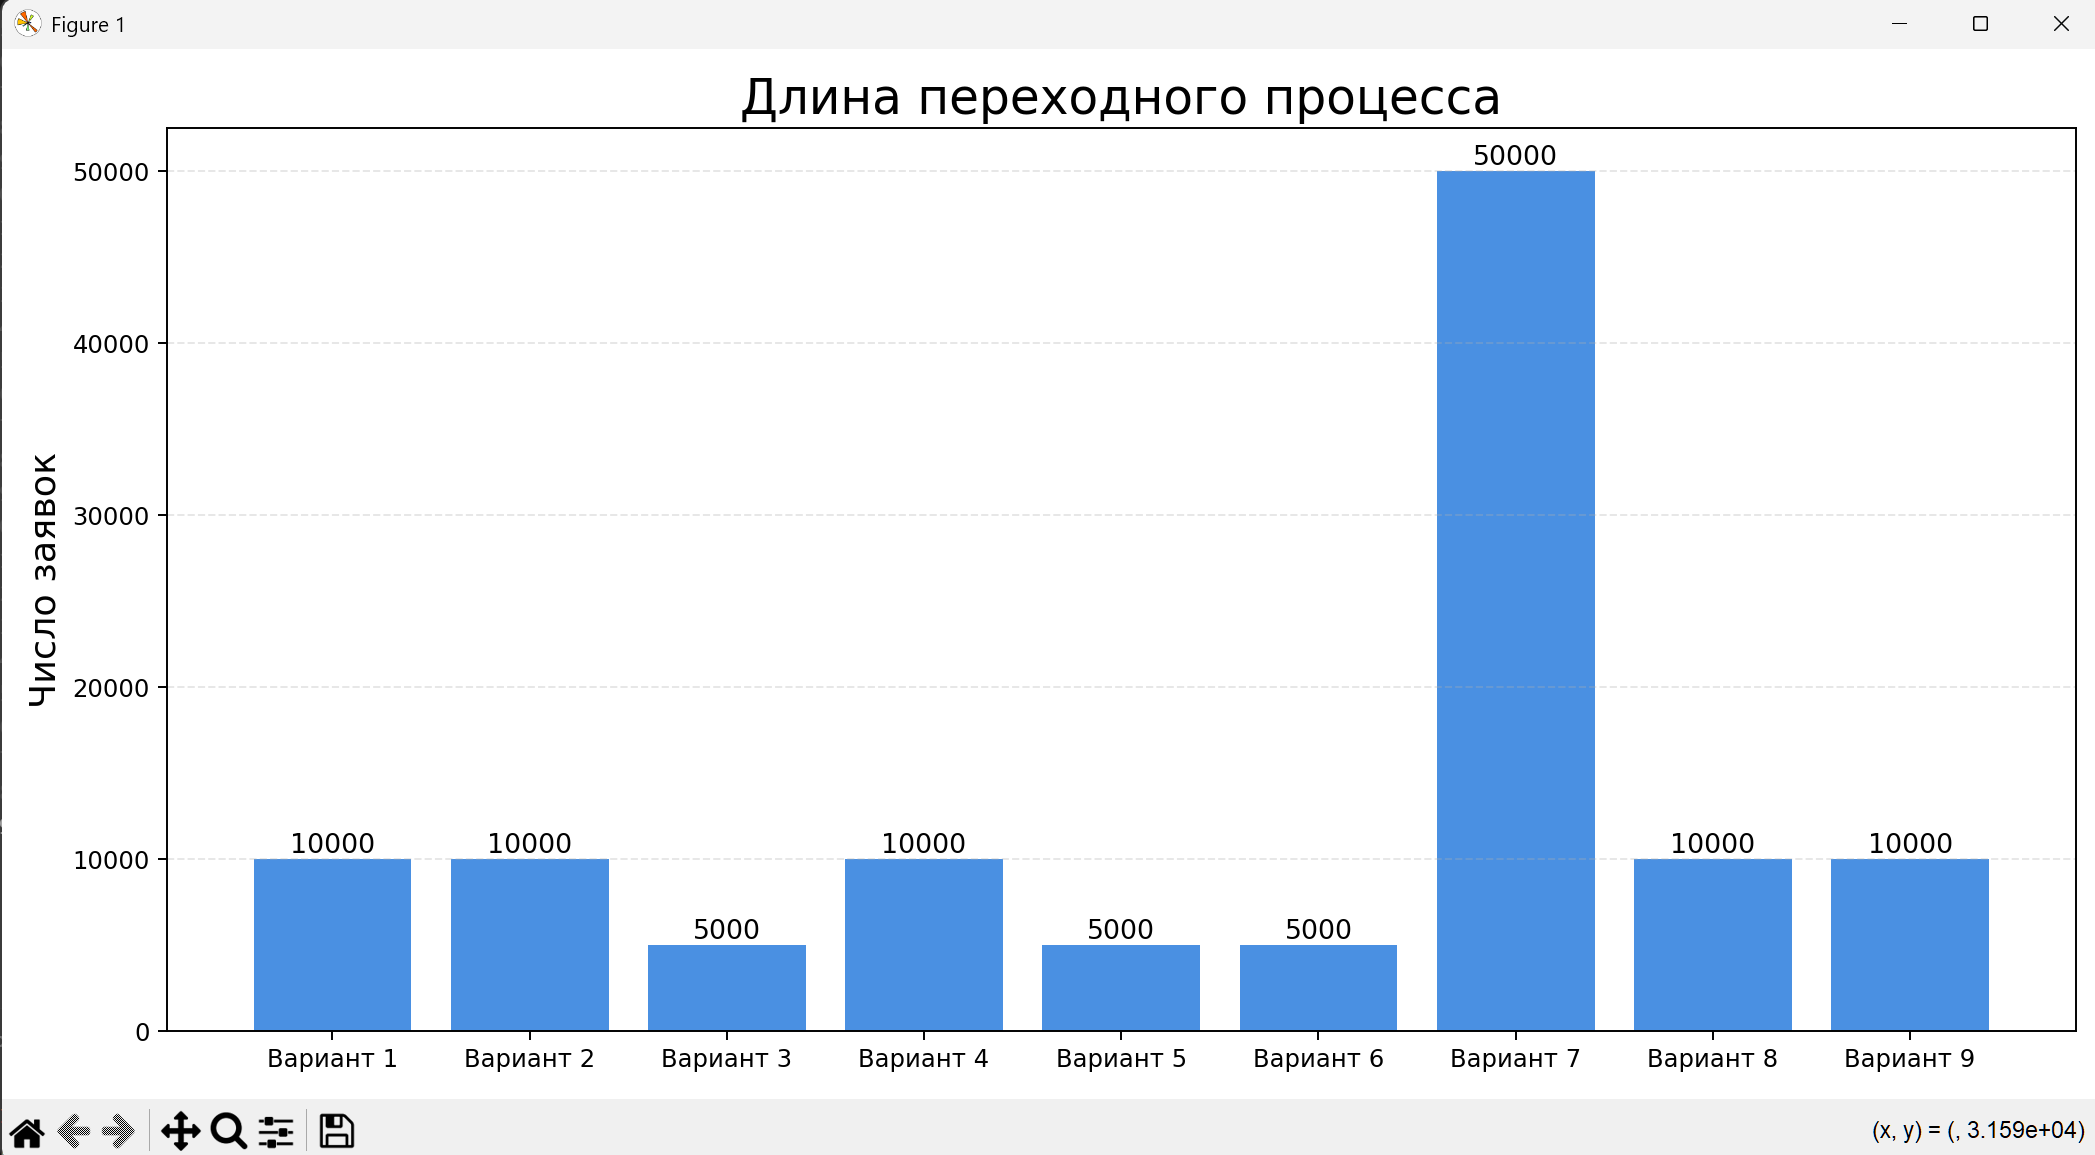 Figure 1
Длина переходного процесса
50000
50000
40000
30000
Число заявок
20000
10000 10000 10000 10000 10000
10000
5000 5000 5000
0
Вариант 1 Вариант 2 Вариант 3 Вариант 4 Вариант 5 Вариант 6 Вариант 7 Вариант 8 Вариант 9
(x, y) = (, 3.159e+04)